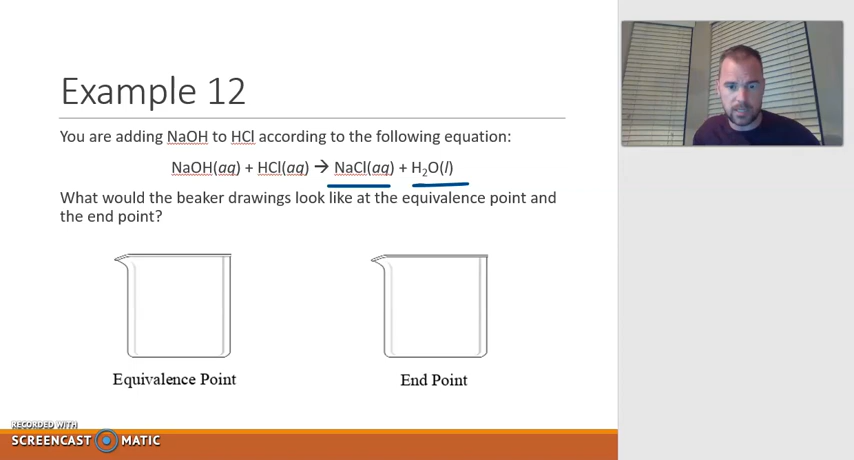 Example 12
You are adding NaOH to HCl according to the following equation:
NaOH(aq) + HCl(aq) → NaCl(aq) + H₂O(l)
What would the beaker drawings look like at the equivalence point and
the end point?
Equivalence Point
End Point
RECORDED WITH
SCREENCAST MATIC